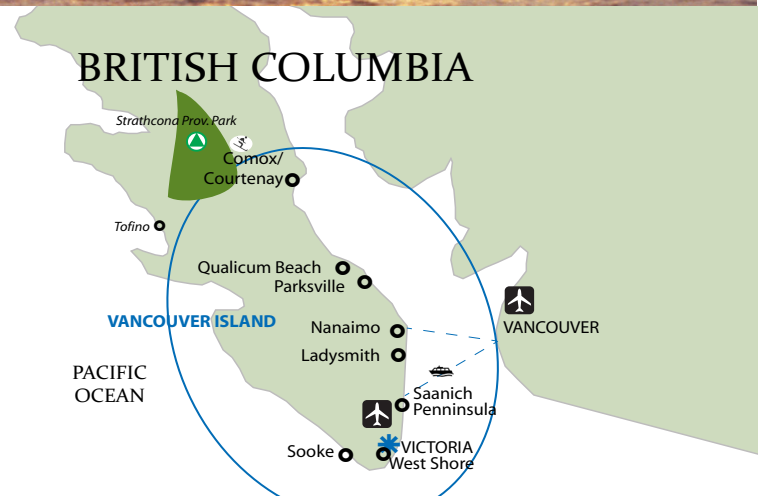 BRITISH COLUMBIA
Strathcona Prov. Park
Comox/
Courtenay
Tofino
Qualicum Beach
Parksville
VANCOUVER ISLAND
Nanaimo
VANCOUVER
Ladysmith
PACIFIC
OCEAN
Saanich
Penninsula
Sooke
VICTORIA
West Shore